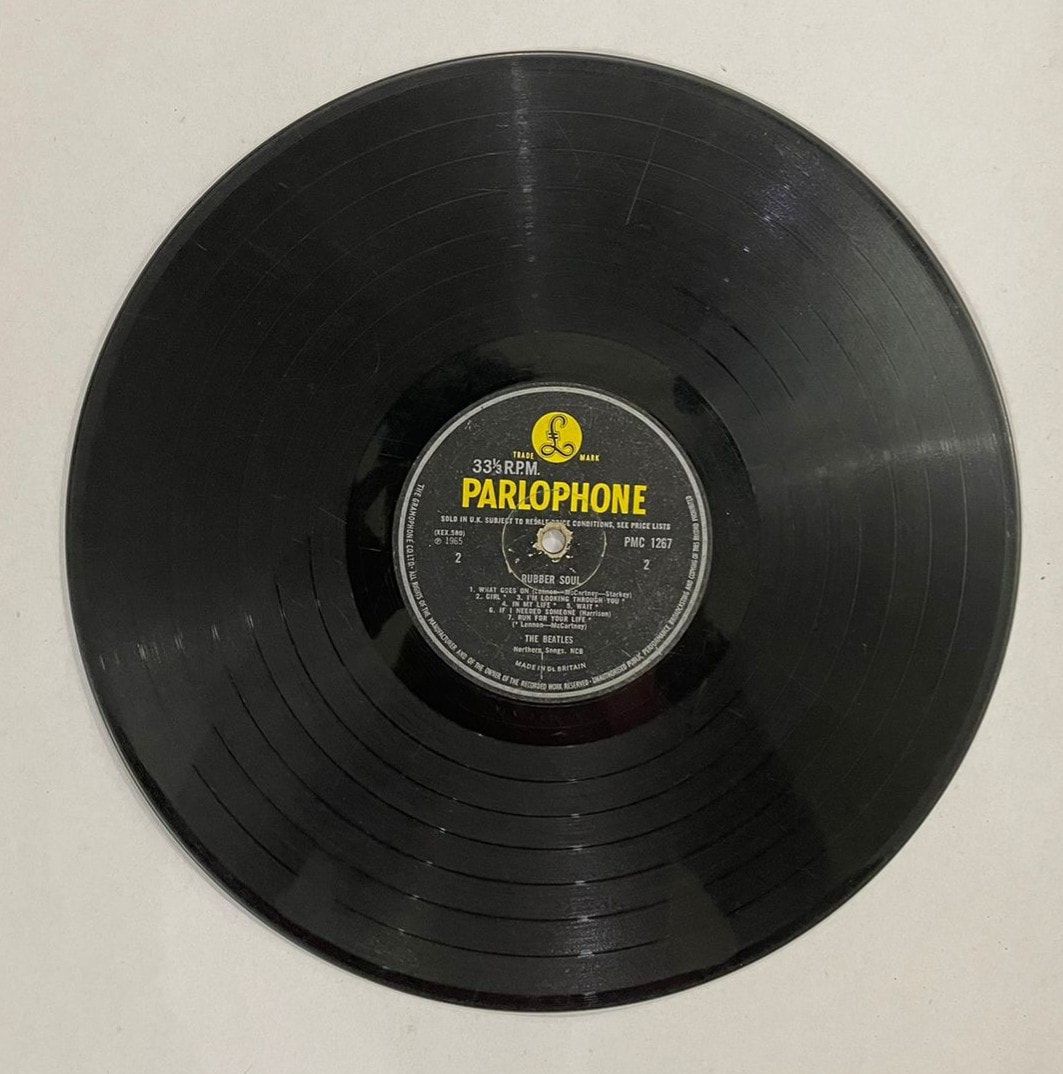 £
TRADE MARK
33⅓ R.P.M.
PARLOPHONE
SOLD IN U.K. SUBJECT TO RESALE PRICE CONDITIONS, SEE PRICE LISTS
(XEX.580)
℗ 1965
PMC 1267
2
2
RUBBER SOUL
1. WHAT GOES ON (Lennon—McCartney—Starkey)
2. GIRL * 3. I'M LOOKING THROUGH YOU *
4. IN MY LIFE * 5. WAIT *
6. IF I NEEDED SOMEONE (Harrison)
7. RUN FOR YOUR LIFE *
(* Lennon—McCartney)
THE BEATLES
Northern Songs. NCB
MADE IN GT. BRITAIN
THE GRAMOPHONE CO. LTD. · ALL RIGHTS OF THE MANUFACTURER AND OF THE OWNER OF THE RECORDED WORK RESERVED · UNAUTHORISED PUBLIC PERFORMANCE BROADCASTING AND COPYING OF THIS RECORD PROHIBITED